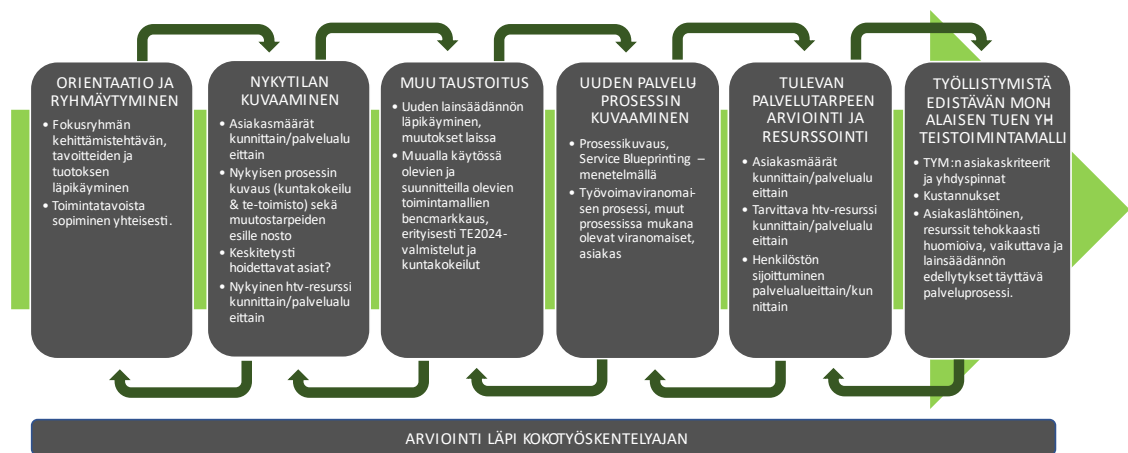 ORIENTAATIO JA
RYHMÄYTYMINEN
• Fokusryhmän
kehittämistehtävän,
tavoitteiden ja
tuotoksen
läpikäyminen
• Toimintatavoista
sopiminen yhteisesti.
NYKYTILAN
KUVAAMINEN
• Asiakasmäärät
kunnittain/palvelualu
eittain
• Nykyisen prosessin
kuvaus (kuntakokeilu
& te-toimisto) sekä
muutostarpeiden
esille nosto
• Keskitetysti
hoidettavat asiat?
• Nykyinen htv-resurssi
kunnittain/palvelualu
eittain
MUU TAUSTOITUS
• Uuden lainsäädännön
läpikäyminen,
muutokset laissa
• Muualla käytössä
olevien ja
suunnitteilla olevien
toimintamallien
bencmarkkaus,
erityisesti TE2024-
valmistelut ja
kuntakokeilut
UUDEN PALVELU-
PROSESSIN
KUVAAMINEN
• Prosessikuvaus,
Service Blueprinting –
menetelmällä
• Työvoimaviranomai-
sen prosessi, muut
prosessissa mukana
olevat viranomaiset,
asiakas
TULEVAN
PALVELUTARPEEN
ARVIOINTI JA
RESURSSOINTI
• Asiakasmäärät
kunnittain/palvelualu
eittain
• Tarvittava htv-resurssi
kunnittain/palvelualu
eittain
• Henkilöstön
sijoittuminen
palvelualueittain/kun
nittain
TYÖLLISTYMISTÄ
EDISTÄVÄN MONI-
ALAISEN TUEN YH-
TEISTOIMINTAMALLI
• TYM:n asiakaskriteerit
ja yhdyspinnat
• Kustannukset
• Asiakaslähtöinen,
resurssit tehokkaasti
huomioiva, vaikuttava ja
lainsäädännön
edellytykset täyttävä
palveluprosessi.
ARVIOINTI LÄPI KOKOTYÖSKENTELYAJAN